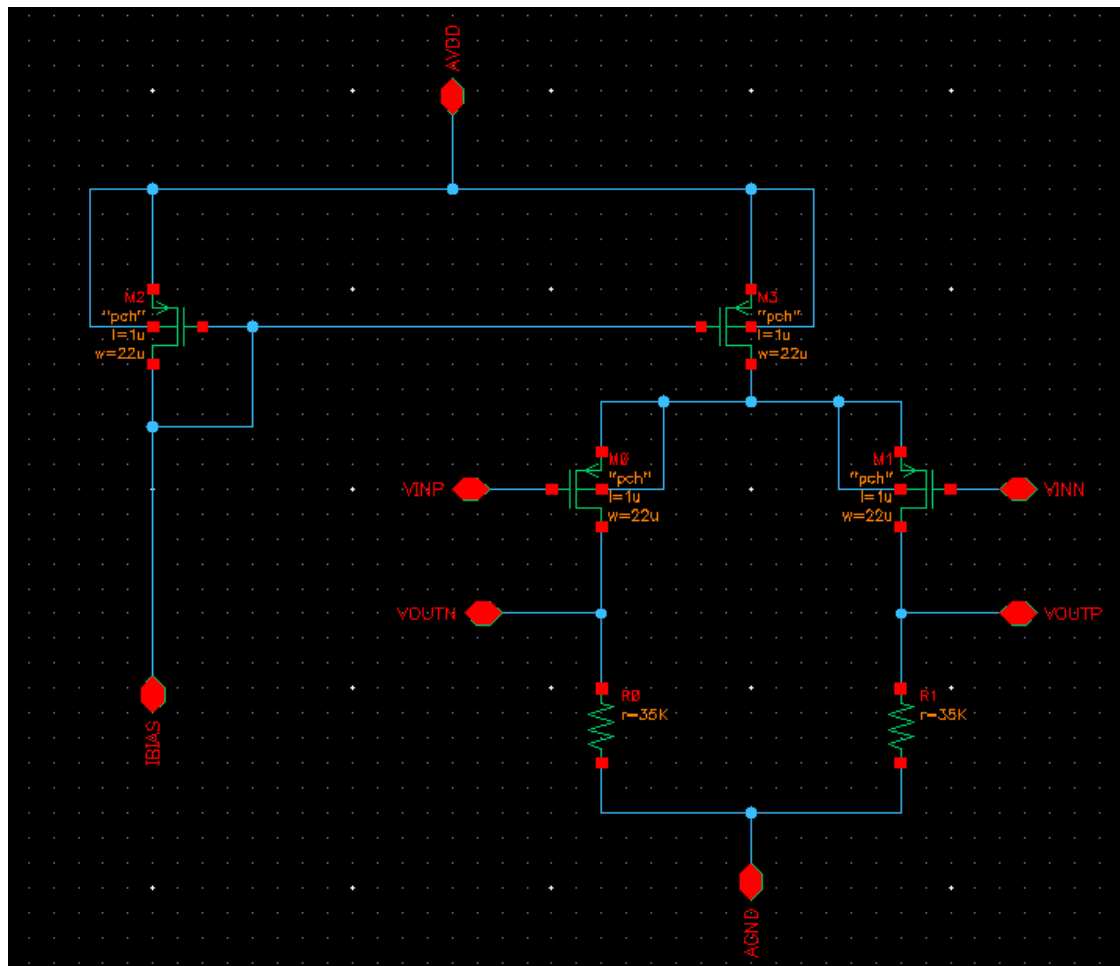 AVDD
M2
"pch"
l=1u
w=22u
M3
"pch"
l=1u
w=22u
VINP
M0
"pch"
l=1u
w=22u
M1
"pch"
l=1u
w=22u
VINN
VOUTN
VOUTP
R0
r=35K
R1
r=35K
IBIAS
AGND